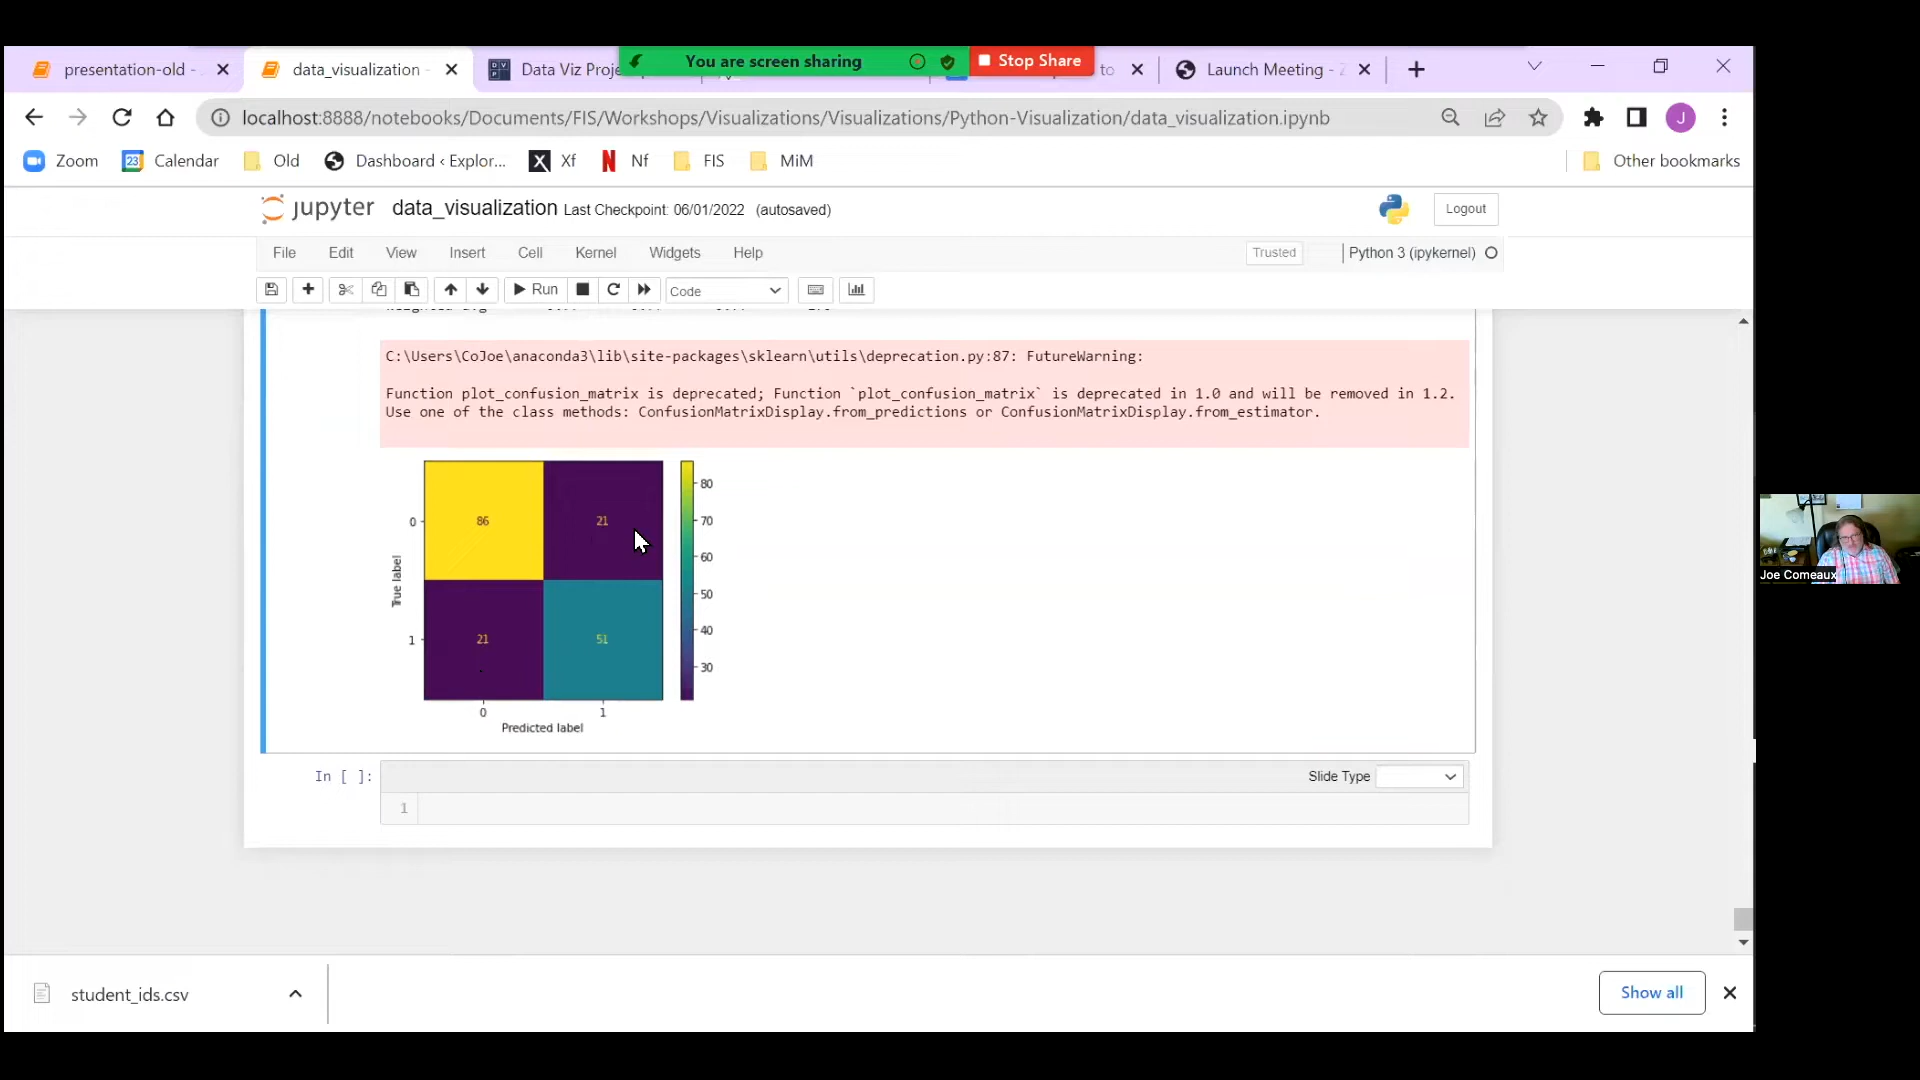 presentation-old -
data_visualization -
Data Viz Proje
You are screen sharing
Stop Share
to
Launch Meeting - Z
localhost:8888/notebooks/Documents/FIS/Workshops/Visualizations/Visualizations/Python-Visualization/data_visualization.ipynb
J
Zoom
23
Calendar
Old
Dashboard ‹ Explor...
X
Xf
N
Nf
FIS
MiM
Other bookmarks
jupyter
data_visualization
Last Checkpoint: 06/01/2022
(autosaved)
Logout
File
Edit
View
Insert
Cell
Kernel
Widgets
Help
Trusted
Python 3 (ipykernel)
Run
Code
C:\Users\CoJoe\anaconda3\lib\site-packages\sklearn\utils\deprecation.py:87: FutureWarning:
Function plot_confusion_matrix is deprecated; Function `plot_confusion_matrix` is deprecated in 1.0 and will be removed in 1.2.
Use one of the class methods: ConfusionMatrixDisplay.from_predictions or ConfusionMatrixDisplay.from_estimator.
True label
0
86
21
1
21
51
0
1
Predicted label
80
70
60
50
40
30
Joe Comeaux
In [ ]:
Slide Type
1
student_ids.csv
Show all